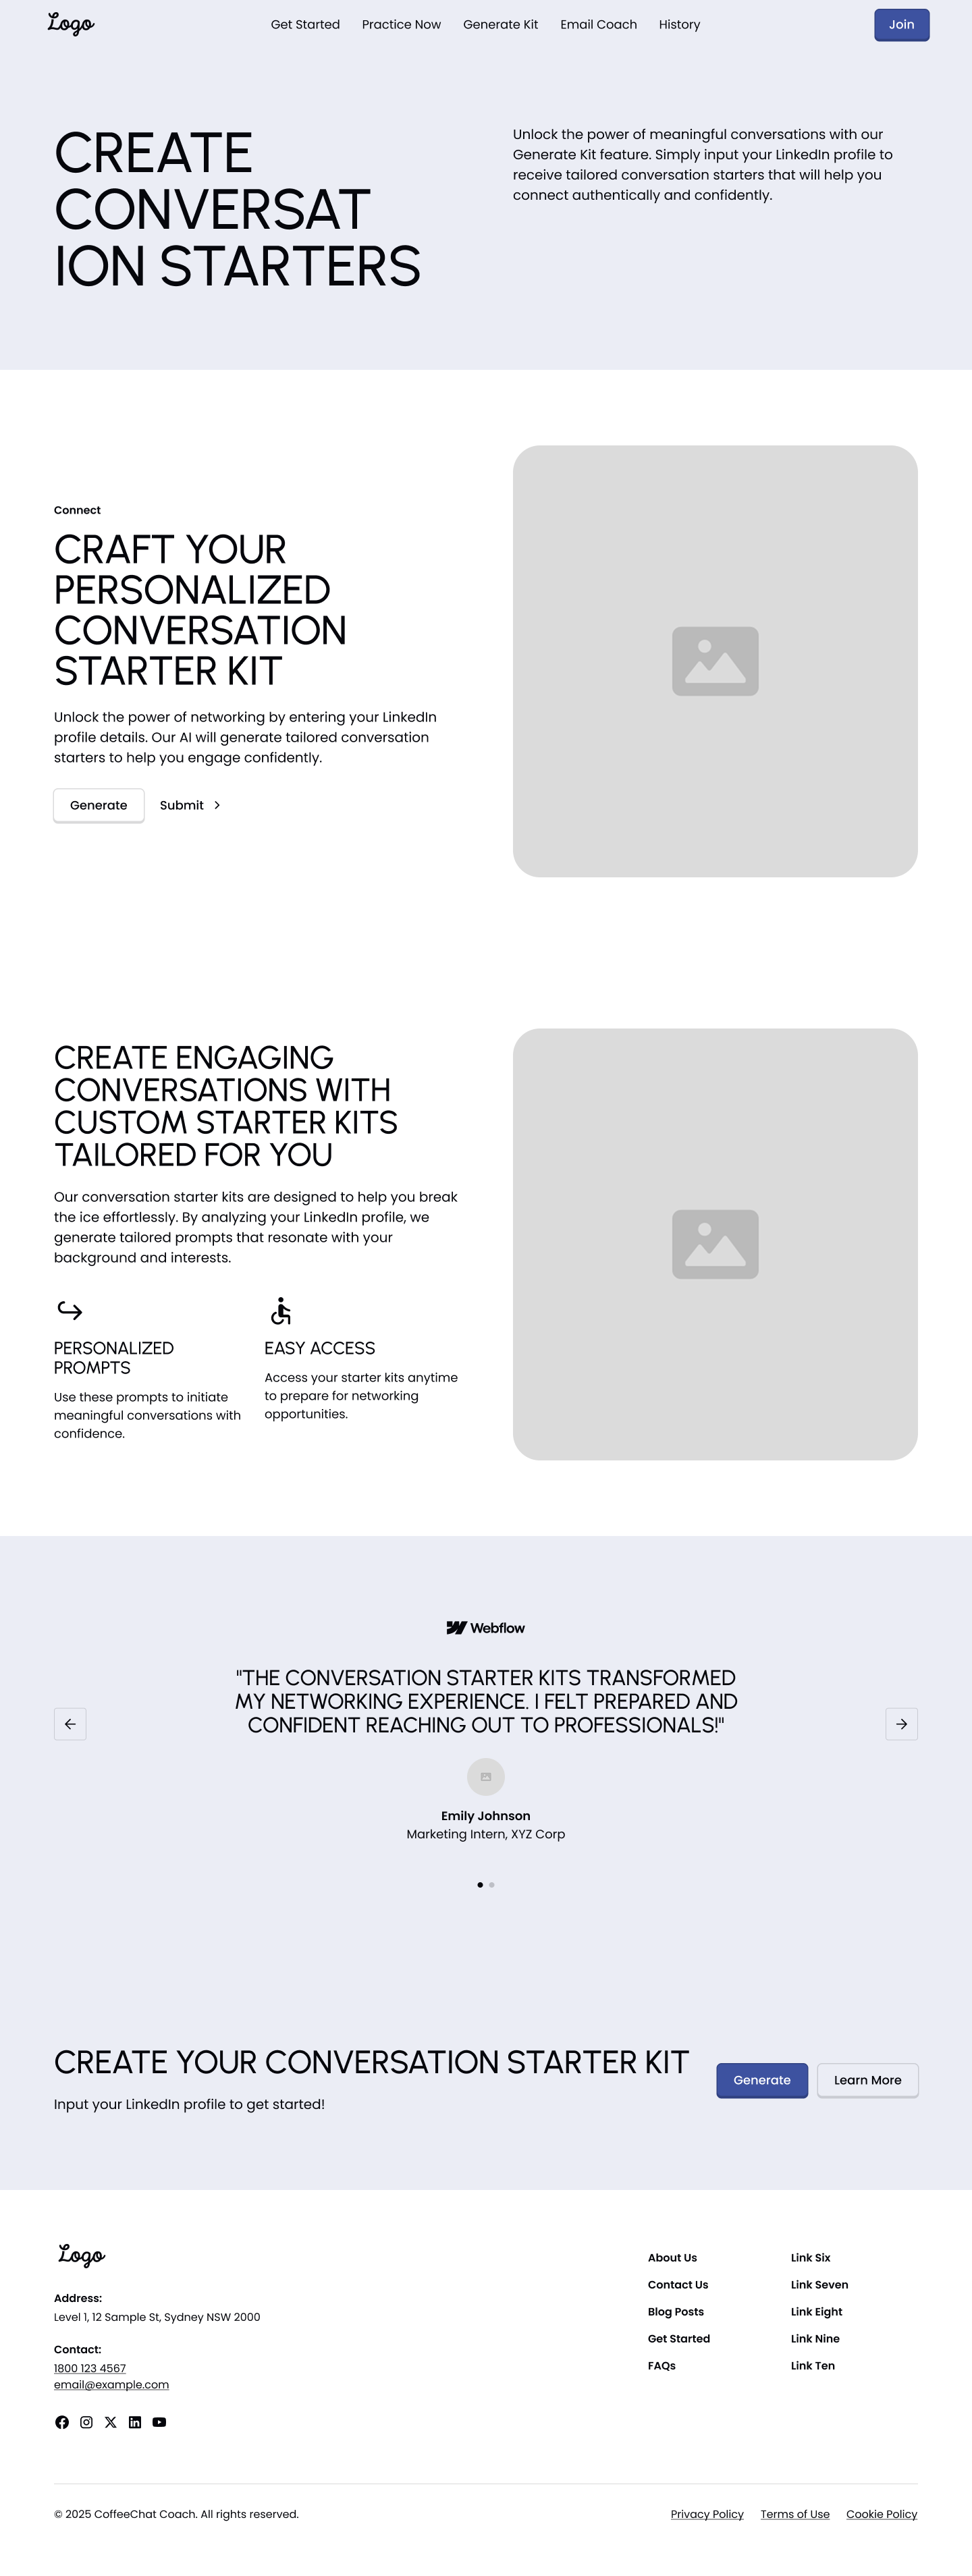 Logo
Get Started
Practice Now
Generate Kit
Email Coach
History
Join
CREATE
CONVERSAT
ION STARTERS
Unlock the power of meaningful conversations with our
Generate Kit feature. Simply input your LinkedIn profile to
receive tailored conversation starters that will help you
connect authentically and confidently.
Connect
CRAFT YOUR
PERSONALIZED
CONVERSATION
STARTER KIT
Unlock the power of networking by entering your LinkedIn
profile details. Our AI will generate tailored conversation
starters to help you engage confidently.
Generate
Submit
CREATE ENGAGING
CONVERSATIONS WITH
CUSTOM STARTER KITS
TAILORED FOR YOU
Our conversation starter kits are designed to help you break
the ice effortlessly. By analyzing your LinkedIn profile, we
generate tailored prompts that resonate with your
background and interests.
PERSONALIZED
PROMPTS
Use these prompts to initiate
meaningful conversations with
confidence.
EASY ACCESS
Access your starter kits anytime
to prepare for networking
opportunities.
Webflow
"THE CONVERSATION STARTER KITS TRANSFORMED
MY NETWORKING EXPERIENCE. I FELT PREPARED AND
CONFIDENT REACHING OUT TO PROFESSIONALS!"
Emily Johnson
Marketing Intern, XYZ Corp
CREATE YOUR CONVERSATION STARTER KIT
Input your LinkedIn profile to get started!
Generate
Learn More
Logo
Address:
Level 1, 12 Sample St, Sydney NSW 2000
Contact:
1800 123 4567
email@example.com
About Us
Contact Us
Blog Posts
Get Started
FAQs
Link Six
Link Seven
Link Eight
Link Nine
Link Ten
© 2025 CoffeeChat Coach. All rights reserved.
Privacy Policy
Terms of Use
Cookie Policy